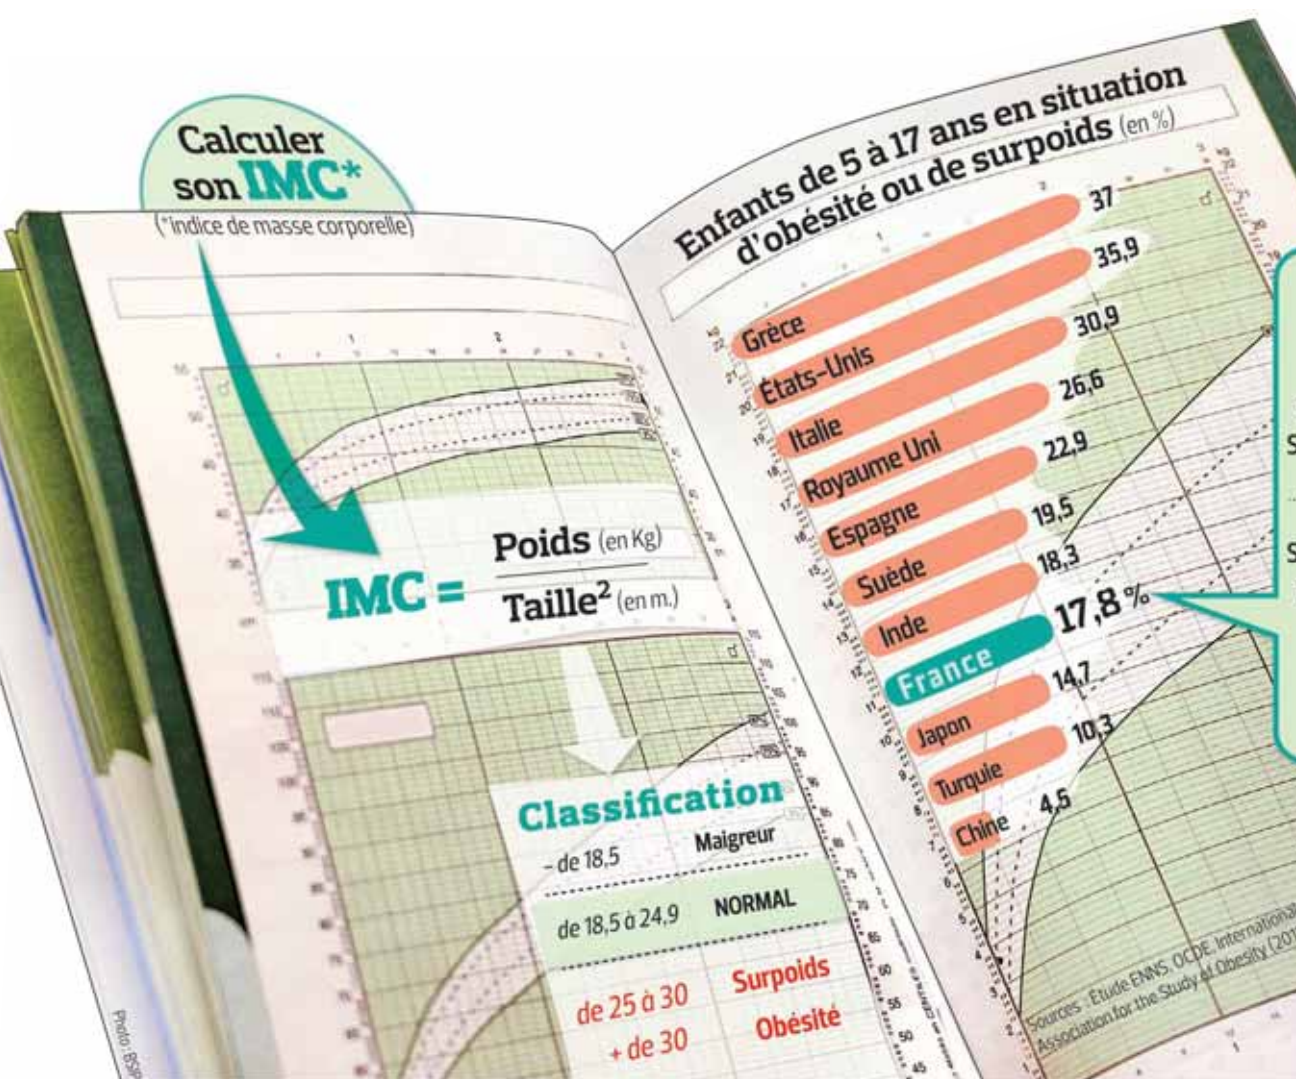 Calculer
son IMC*
(*indice de masse corporelle)
IMC = Poids (en Kg)
Taille² (en m.)
Classification
- de 18,5 Maigreur
de 18,5 à 24,9 NORMAL
de 25 à 30 Surpoids
+ de 30 Obésité
Photo : BSIP
Enfants de 5 à 17 ans en situation
d'obésité ou de surpoids (en %)
Grèce 37
États-Unis 35,9
Italie 30,9
Royaume Uni 26,6
Espagne 22,9
Suède 19,5
Inde 18,3
France 17,8 %
Japon 14,7
Turquie 10,3
Chine 4,5
Sources : Étude ENNS, OCDE, International
Association for the Study of Obesity (201